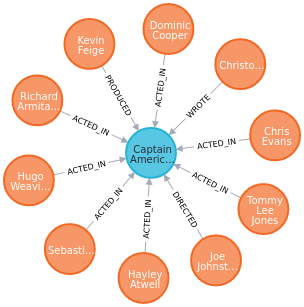 Dominic
Cooper
Kevin
Feige
Christo...
Richard
Armita...
Chris
Evans
Captain
Americ...
Hugo
Weavi...
Tommy
Lee
Jones
Sebasti...
Joe
Johnst...
Hayley
Atwell
ACTED_IN
PRODUCED
WROTE
ACTED_IN
ACTED_IN
ACTED_IN
ACTED_IN
ACTED_IN
DIRECTED
ACTED_IN